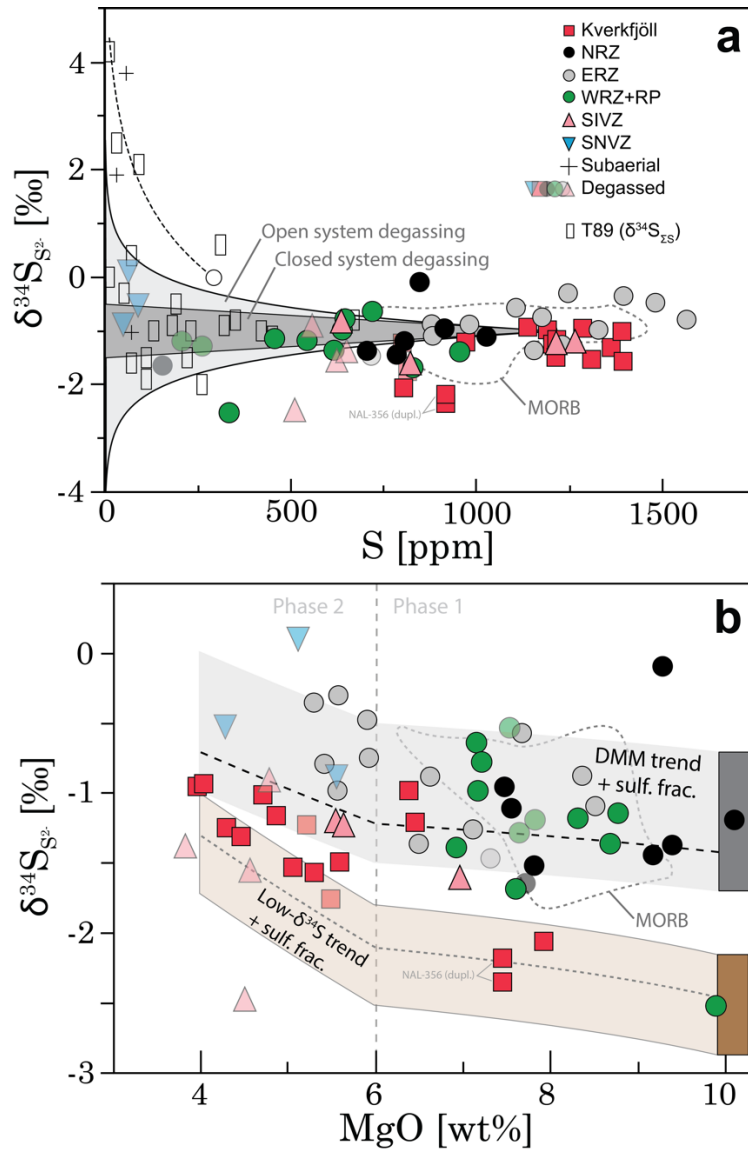 a
4
2
0
-2
-4
δ³⁴S_S²⁻ [‰]
Kverkfjöll
NRZ
ERZ
WRZ+RP
SIVZ
SNVZ
Subaerial
Degassed
T89 (δ³⁴S_ΣS)
Open system degassing
Closed system degassing
NAL-356 (dupl.)
MORB
0
500
1000
1500
S [ppm]
b
Phase 2
Phase 1
0
-1
-2
-3
δ³⁴S_S²⁻ [‰]
DMM trend
+ sulf. frac.
MORB
Low-δ³⁴S trend
+ sulf. frac.
NAL-356 (dupl.)
4
6
8
10
MgO [wt%]